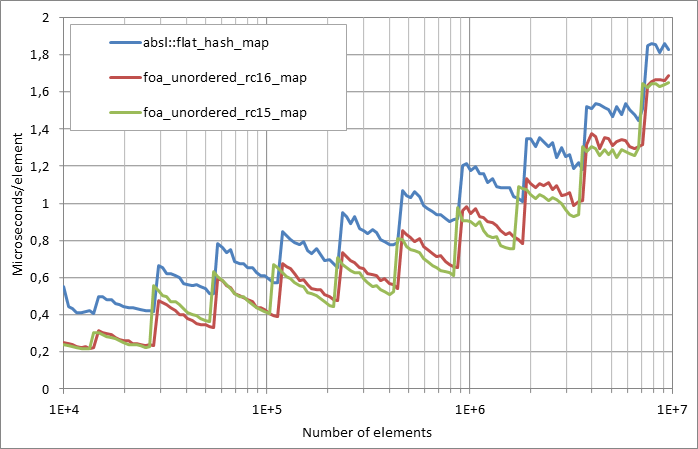 2
1,8
1,6
1,4
1,2
1
0,8
0,6
0,4
0,2
0
Microseconds/element
absl::flat_hash_map
foa_unordered_rc16_map
foa_unordered_rc15_map
1E+4 1E+5 1E+6 1E+7
Number of elements